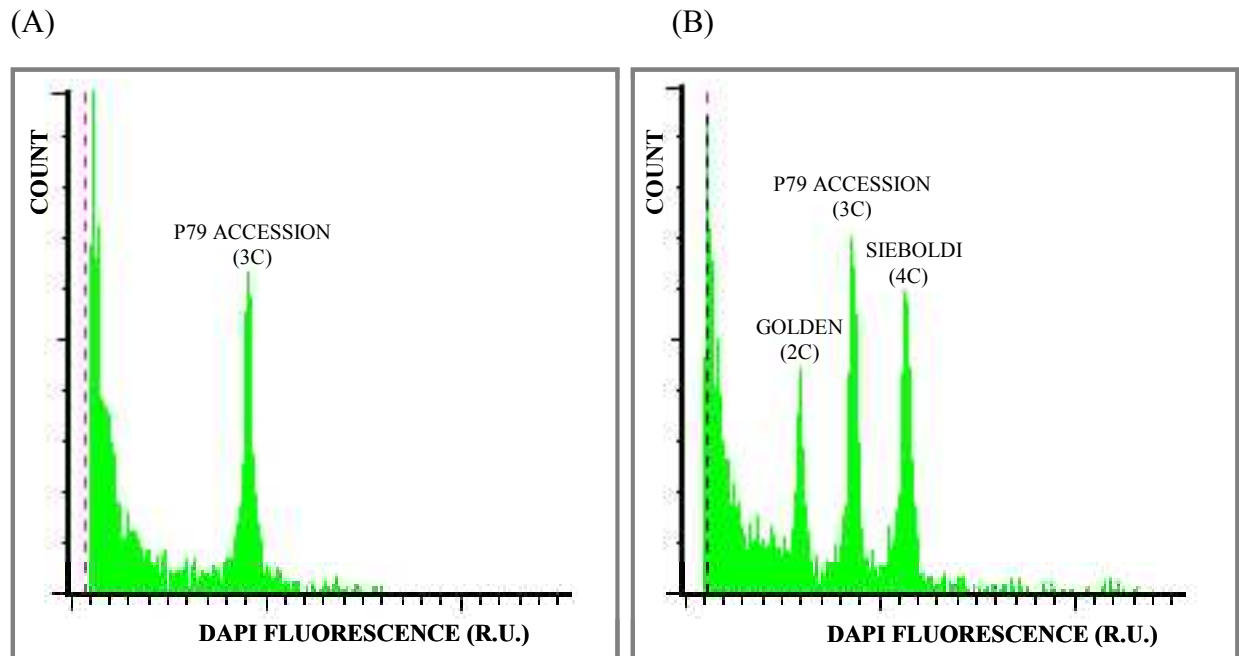 (A)
(B)
COUNT
P79 ACCESSION
(3C)
DAPI FLUORESCENCE (R.U.)
COUNT
P79 ACCESSION
(3C)
SIEBOLDI
(4C)
GOLDEN
(2C)
DAPI FLUORESCENCE (R.U.)